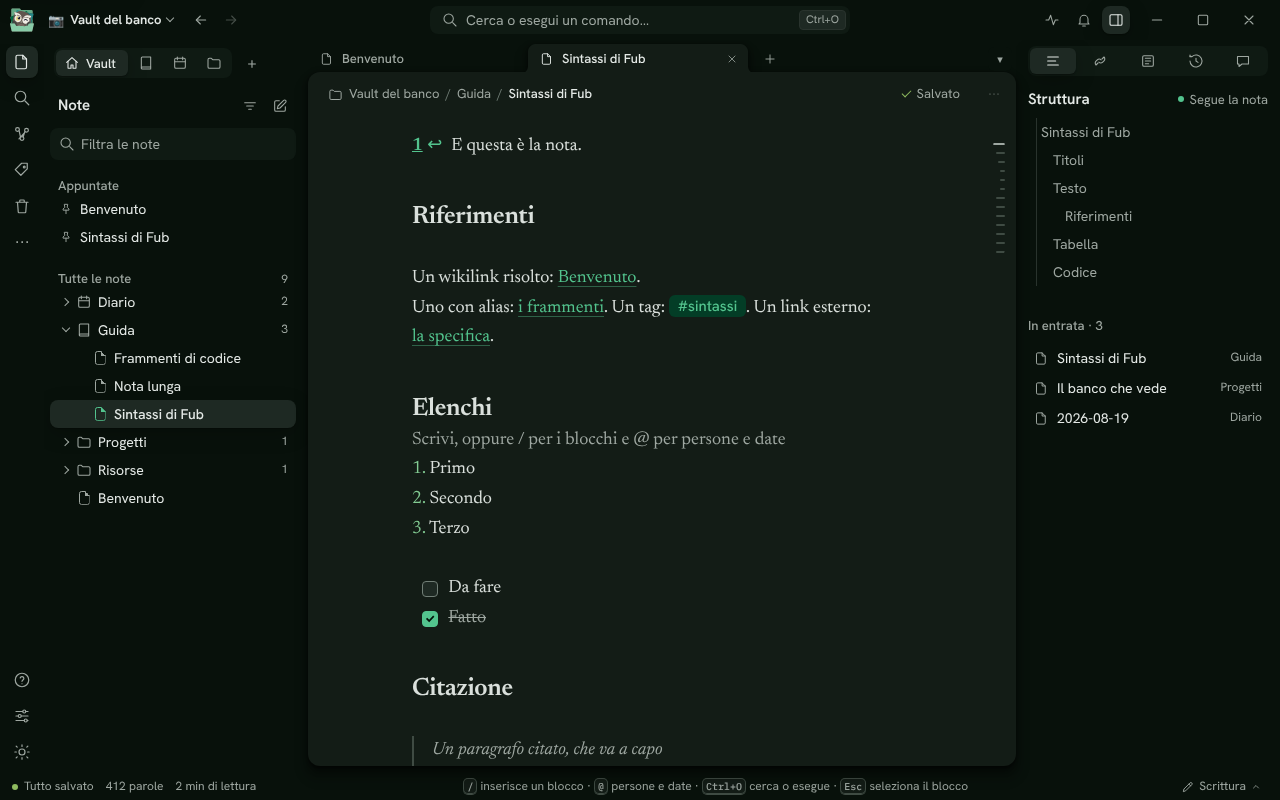 Vault del banco
Cerca o esegui un comando...
Ctrl+O
Vault
Benvenuto
Sintassi di Fub
Note
Filtra le note
Appuntate
Benvenuto
Sintassi di Fub
Tutte le note 9
Diario 2
Guida 3
Frammenti di codice
Nota lunga
Sintassi di Fub
Progetti 1
Risorse 1
Benvenuto
Vault del banco / Guida / Sintassi di Fub
Salvato
1 ↩ E questa è la nota.
Riferimenti
Un wikilink risolto: Benvenuto.
Uno con alias: i frammenti. Un tag: #sintassi. Un link esterno:
la specifica.
Elenchi
Scrivi, oppure / per i blocchi e @ per persone e date
1. Primo
2. Secondo
3. Terzo
Da fare
Fatto
Citazione
Un paragrafo citato, che va a capo
Struttura
Segue la nota
Sintassi di Fub
Titoli
Testo
Riferimenti
Tabella
Codice
In entrata · 3
Sintassi di Fub Guida
Il banco che vede Progetti
2026-08-19 Diario
Tutto salvato 412 parole 2 min di lettura
/ inserisce un blocco · @ persone e date · Ctrl+O cerca o esegue · Esc seleziona il blocco
Scrittura